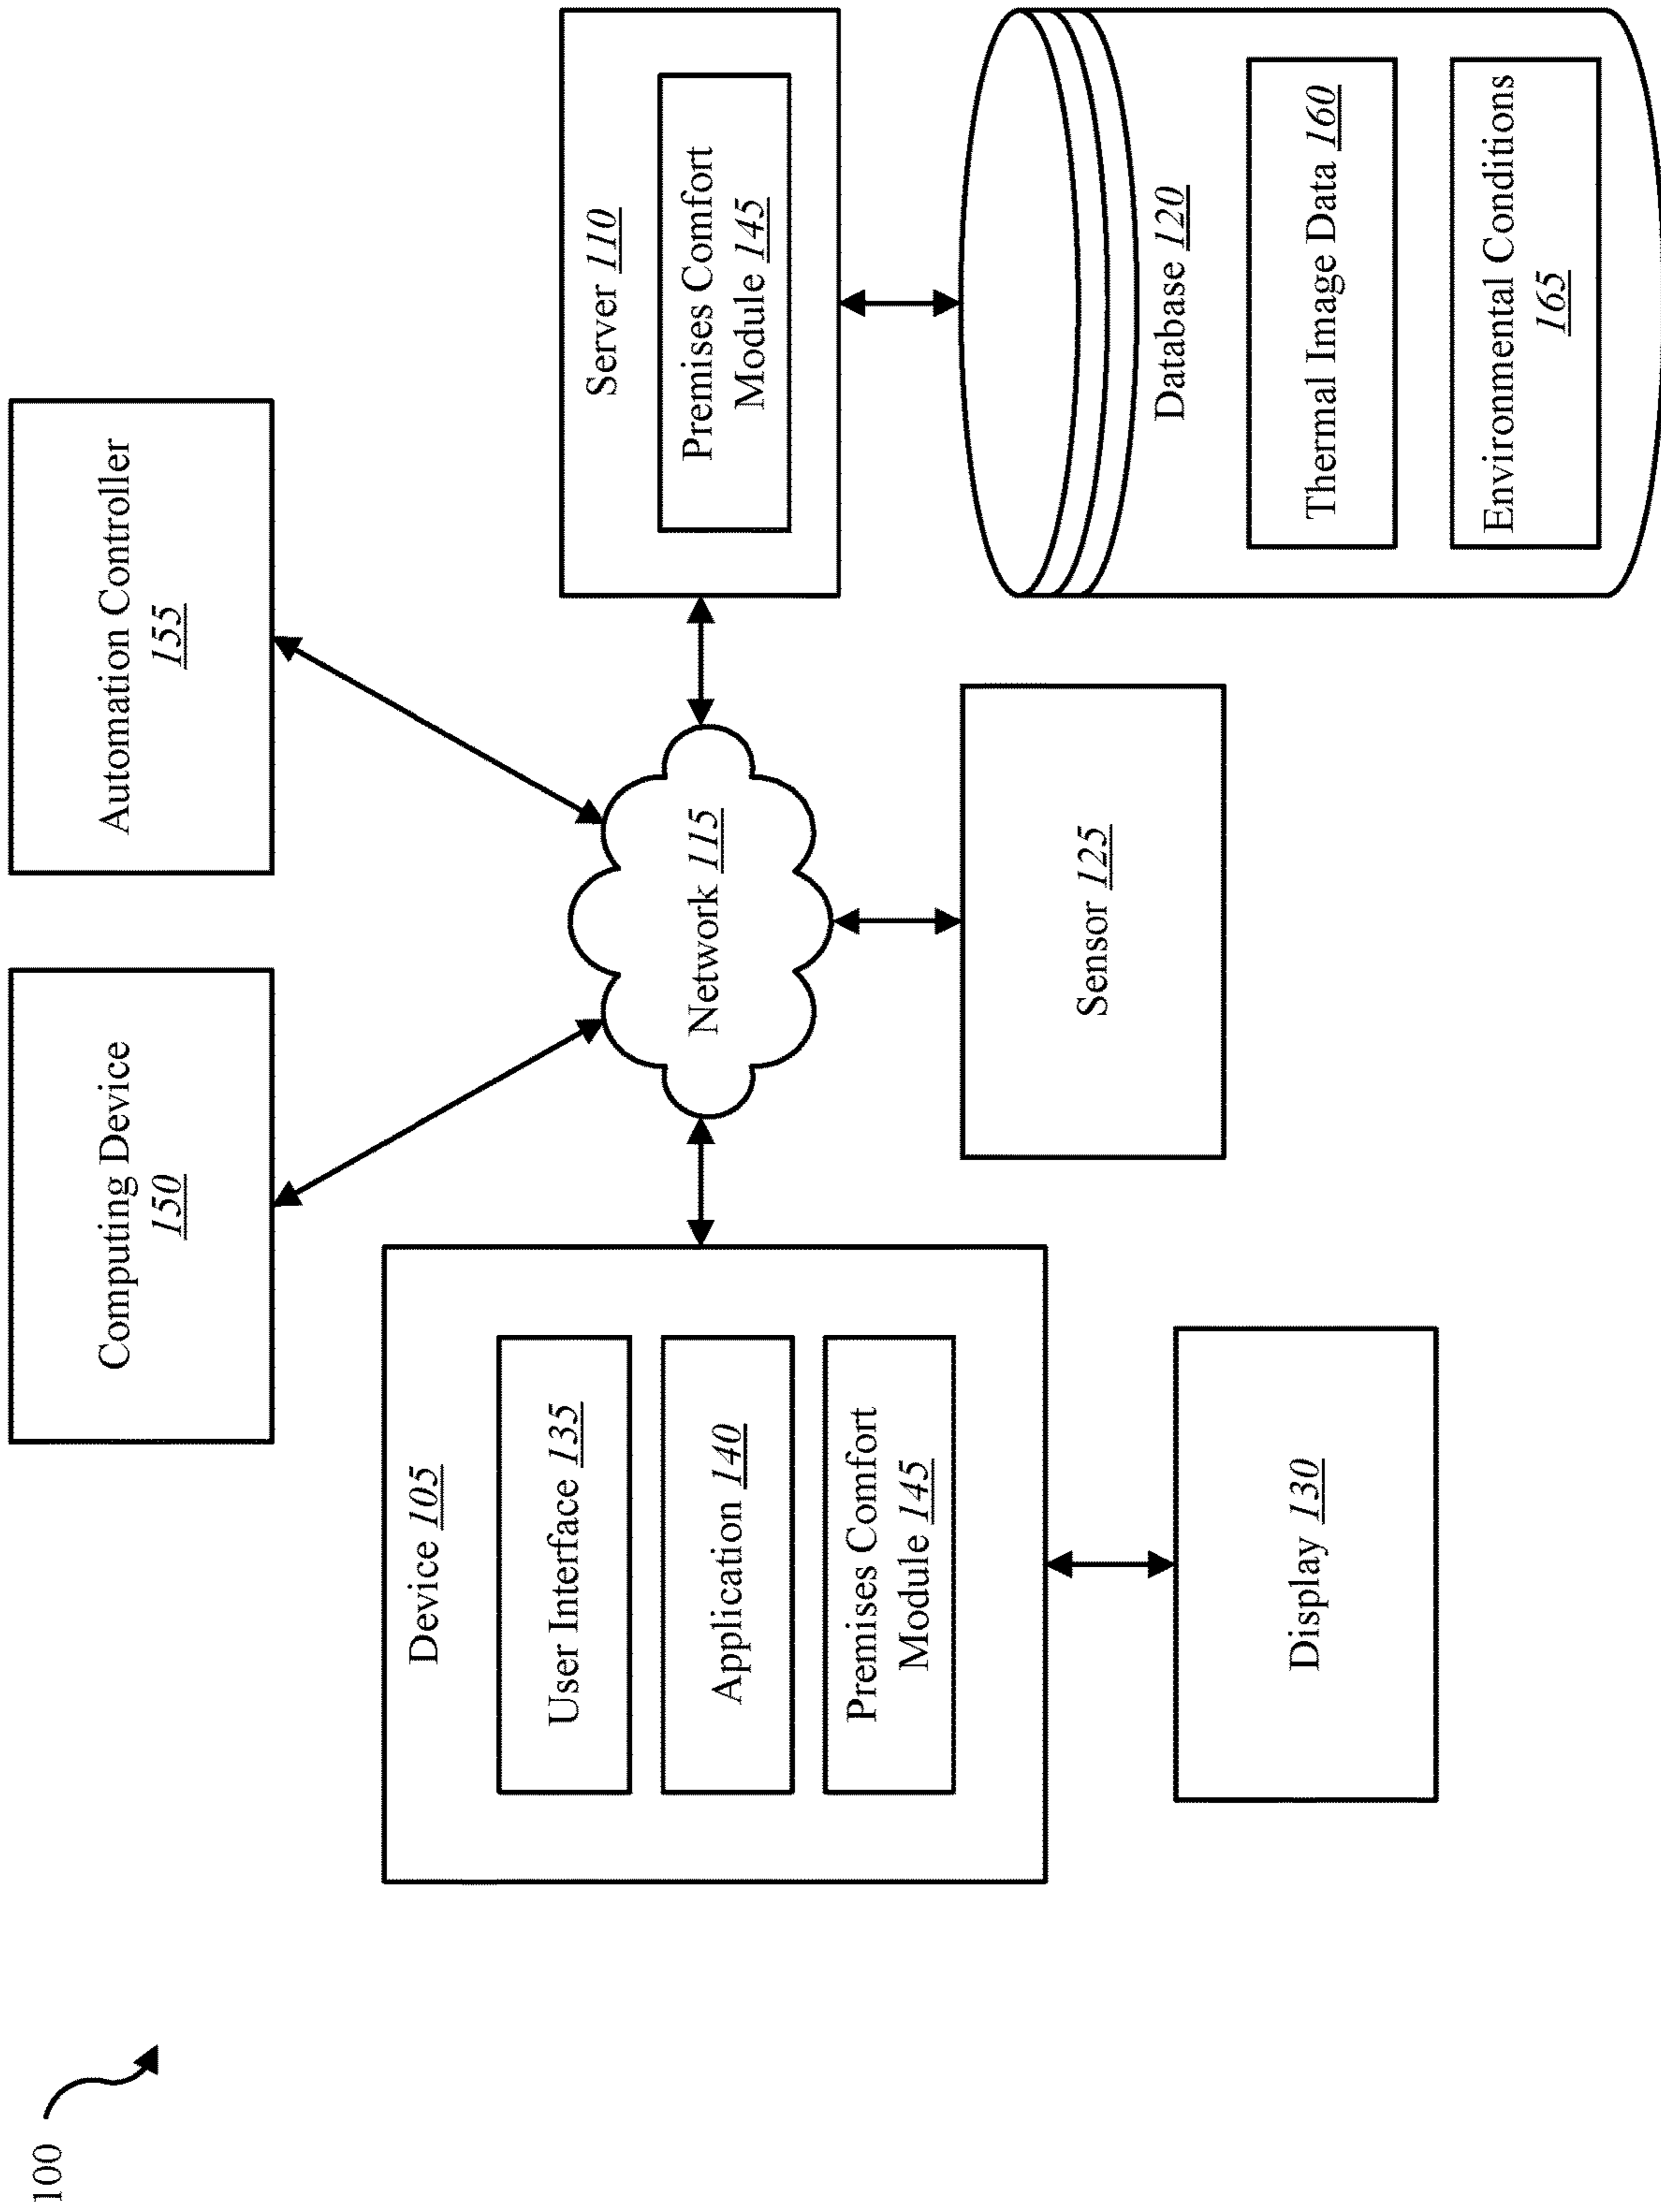 100
Computing Device
150
Automation Controller
155
Device 105
User Interface 135
Application 140
Premises Comfort
Module 145
Network 115
Server 110
Premises Comfort
Module 145
Display 130
Sensor 125
Database 120
Thermal Image Data 160
Environmental Conditions
165